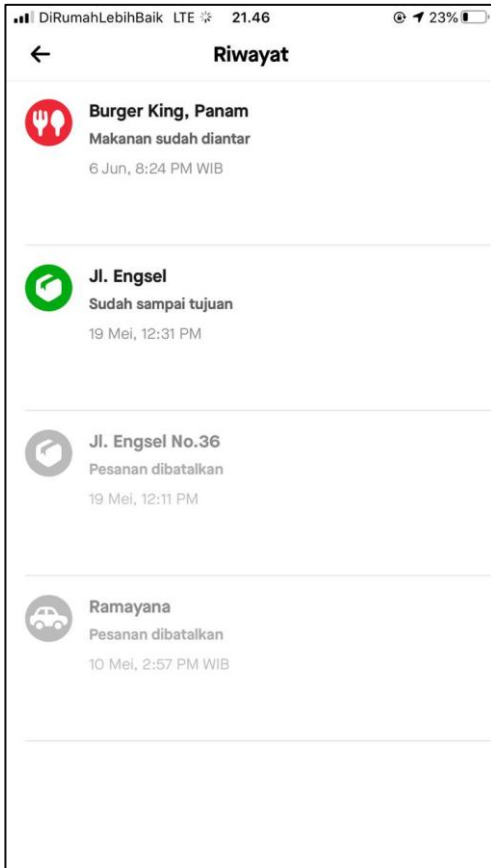 DiRumahLebihBaik LTE 21.46 23%
Riwayat
Burger King, Panam
Makanan sudah diantar
6 Jun, 8:24 PM WIB
Jl. Engsel
Sudah sampai tujuan
19 Mei, 12:31 PM
Jl. Engsel No.36
Pesanan dibatalkan
19 Mei, 12:11 PM
Ramayana
Pesanan dibatalkan
10 Mei, 2:57 PM WIB